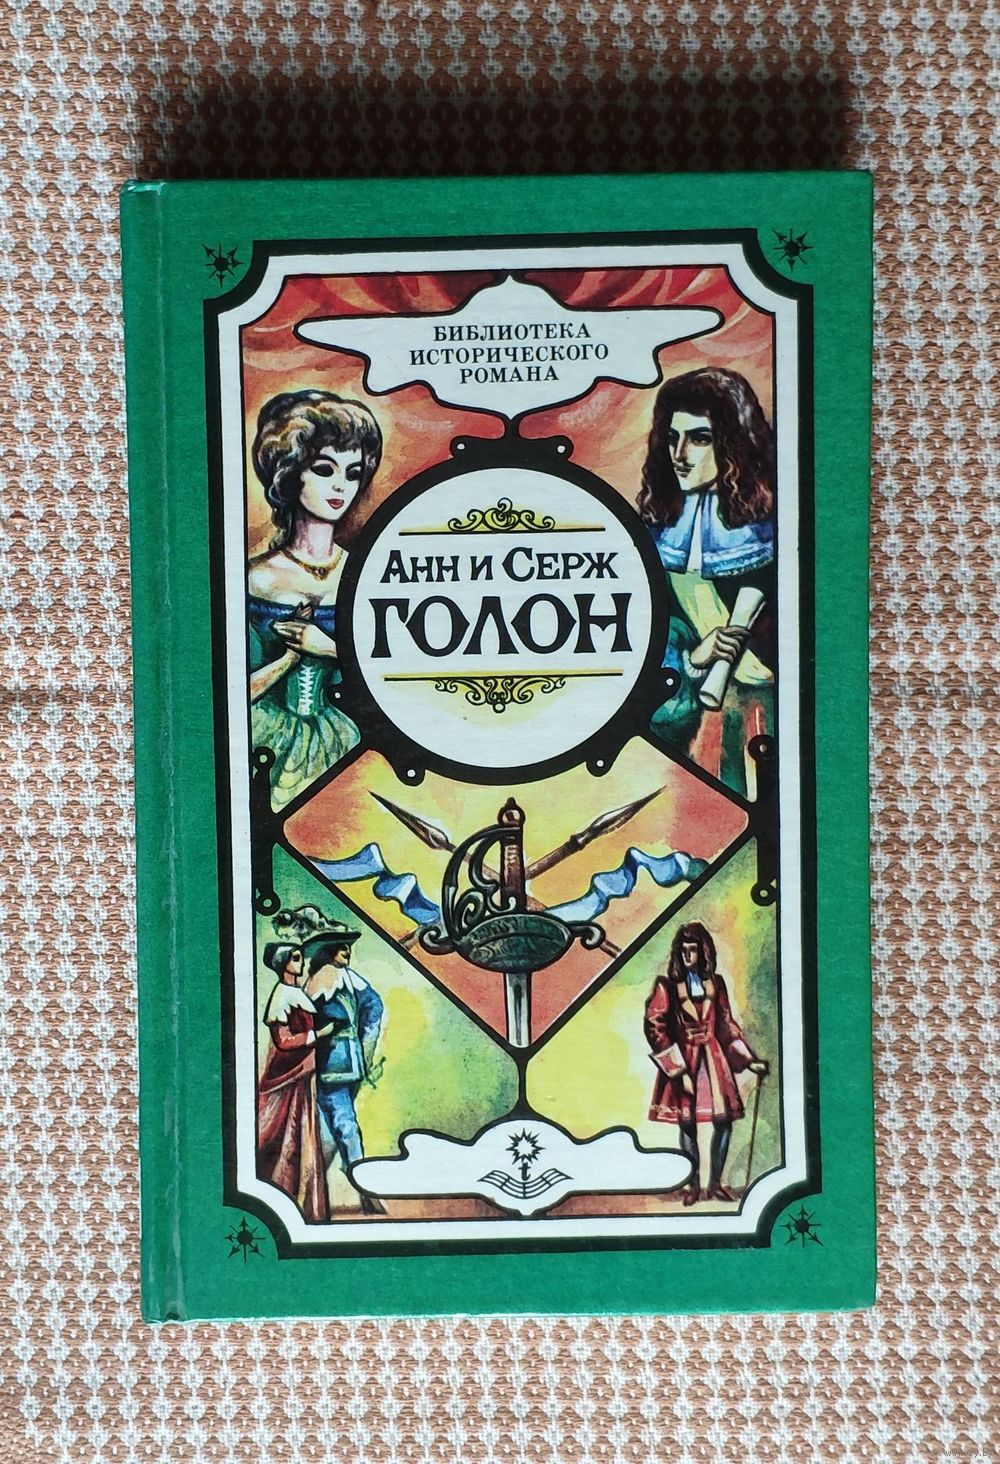 БИБЛИОТЕКА
ИСТОРИЧЕСКОГО
РОМАНА
АНН И СЕРЖ
ГОЛОН
t